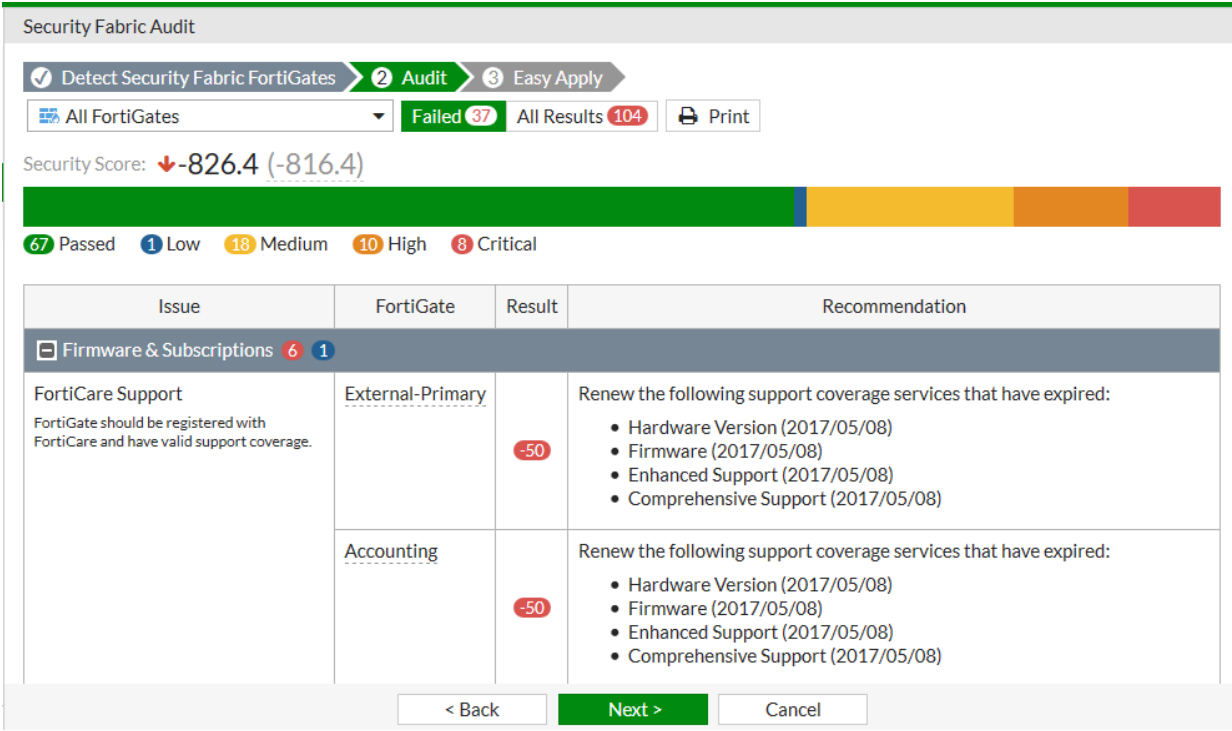 Security Fabric Audit
Detect Security Fabric FortiGates 2 Audit 3 Easy Apply
All FortiGates Failed 37 All Results 104 Print
Security Score: -826.4 (-816.4)
67 Passed 1 Low 18 Medium 10 High 8 Critical
Issue FortiGate Result Recommendation
Firmware & Subscriptions 6 1
FortiCare Support External-Primary Renew the following support coverage services that have expired:
FortiGate should be registered with
FortiCare and have valid support coverage.
-50
• Hardware Version (2017/05/08)
• Firmware (2017/05/08)
• Enhanced Support (2017/05/08)
• Comprehensive Support (2017/05/08)
Accounting Renew the following support coverage services that have expired:
-50
• Hardware Version (2017/05/08)
• Firmware (2017/05/08)
• Enhanced Support (2017/05/08)
• Comprehensive Support (2017/05/08)
< Back Next > Cancel